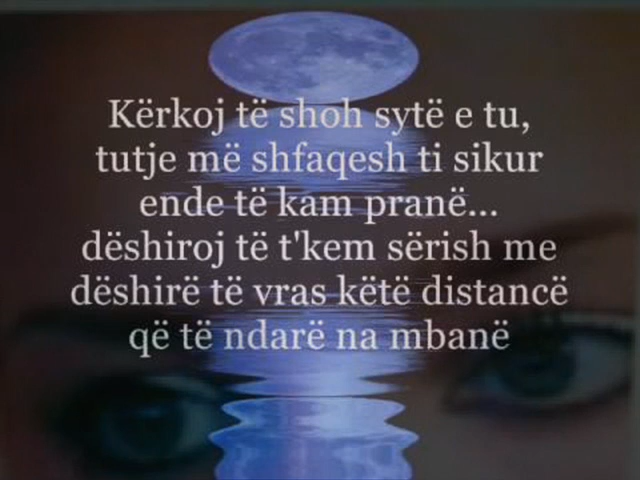 Kërkoj të shoh sytë e tu,
tutje më shfaqesh ti sikur
ende të kam pranë...
dëshiroj të t'kem sërish me
dëshirë të vras këtë distancë
që të ndarë na mbanë